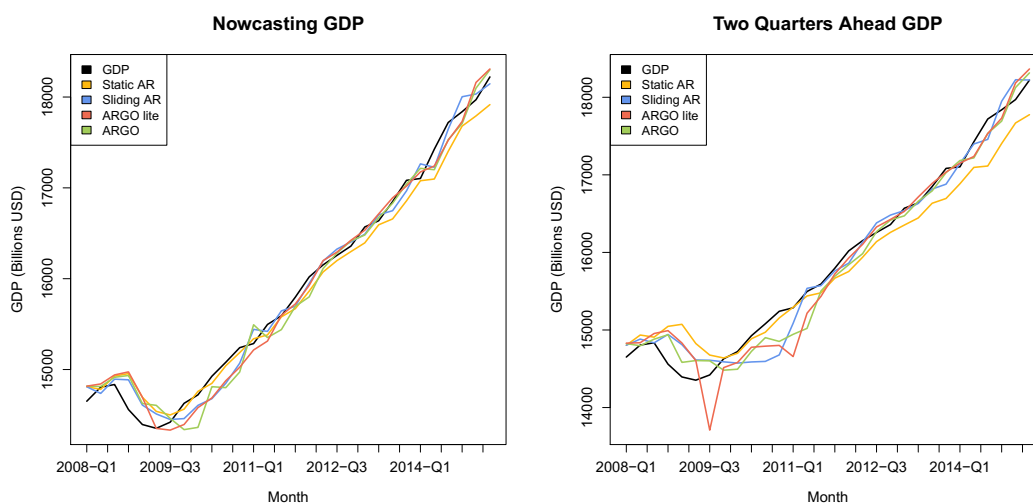 Nowcasting GDP
GDP
Static AR
Sliding AR
ARGO lite
ARGO
GDP (Billions USD)
18000
17000
16000
15000
2008−Q1
2009−Q3
2011−Q1
2012−Q3
2014−Q1
Month
Two Quarters Ahead GDP
GDP
Static AR
Sliding AR
ARGO lite
ARGO
GDP (Billions USD)
18000
17000
16000
15000
14000
2008−Q1
2009−Q3
2011−Q1
2012−Q3
2014−Q1
Month